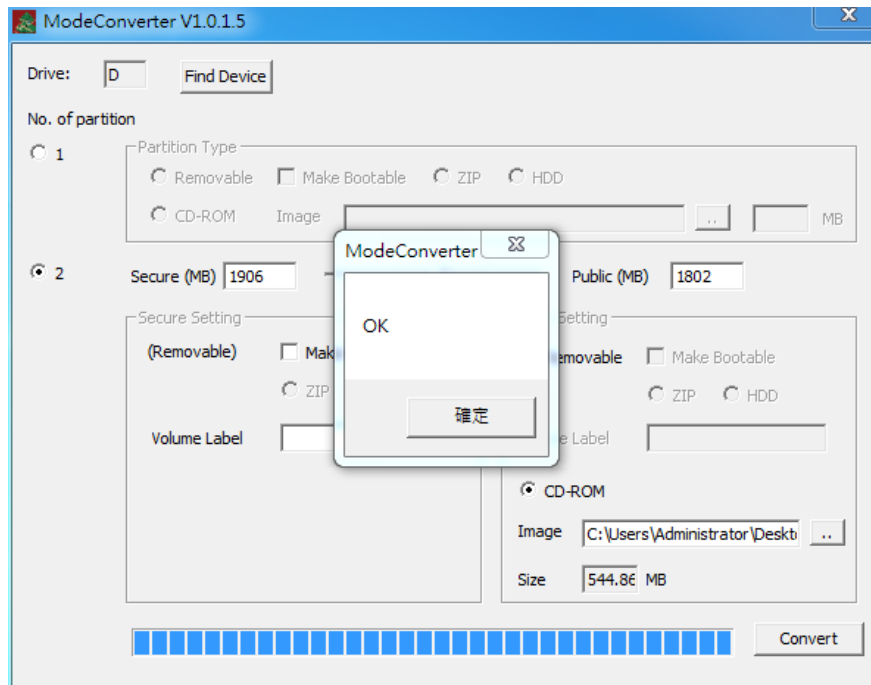 ModeConverter V1.0.1.5
Drive: D Find Device
No. of partition
1
Partition Type
Removable Make Bootable ZIP HDD
CD-ROM Image .. MB
2 Secure (MB) 1906 Public (MB) 1802
ModeConverter
OK
確定
Secure Setting
Setting
(Removable)
ZIP
Make Bootable
ZIP HDD
Volume Label
Label
CD-ROM
Image C:\Users\Administrator\Deskt ..
Size 544.86 MB
Convert